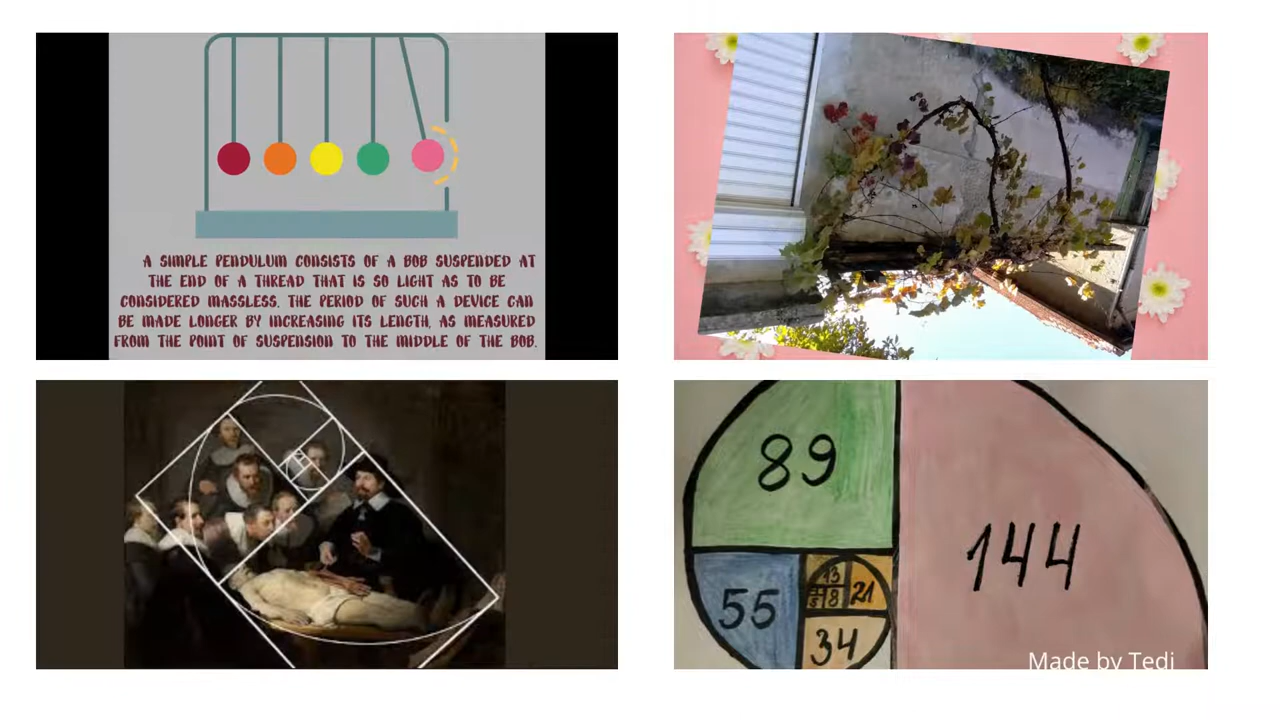 A SIMPLE PENDULUM CONSISTS OF A BOB SUSPENDED AT
THE END OF A THREAD THAT IS SO LIGHT AS TO BE
CONSIDERED MASSLESS. THE PERIOD OF SUCH A DEVICE CAN
BE MADE LONGER BY INCREASING ITS LENGTH, AS MEASURED
FROM THE POINT OF SUSPENSION TO THE MIDDLE OF THE BOB.
89
144
55
13
8
21
34
Made by Tedi